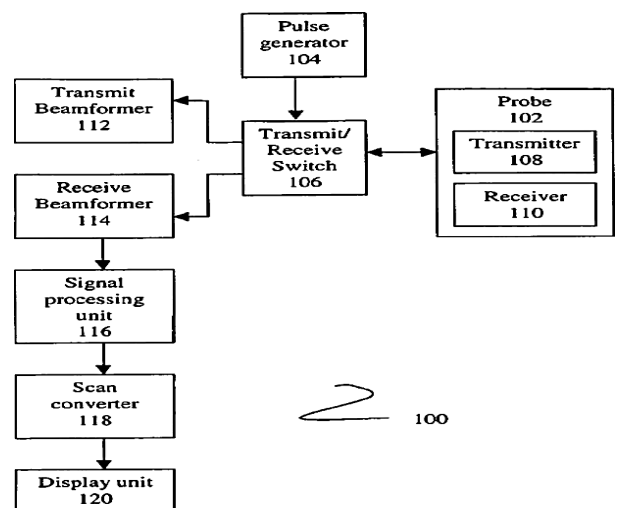 Pulse
generator
104
Transmit
Beamformer
112
Transmit/
Receive
Switch
106
Probe
102
Transmitter
108
Receiver
110
Receive
Beamformer
114
Signal
processing
unit
116
Scan
converter
118
100
Display unit
120